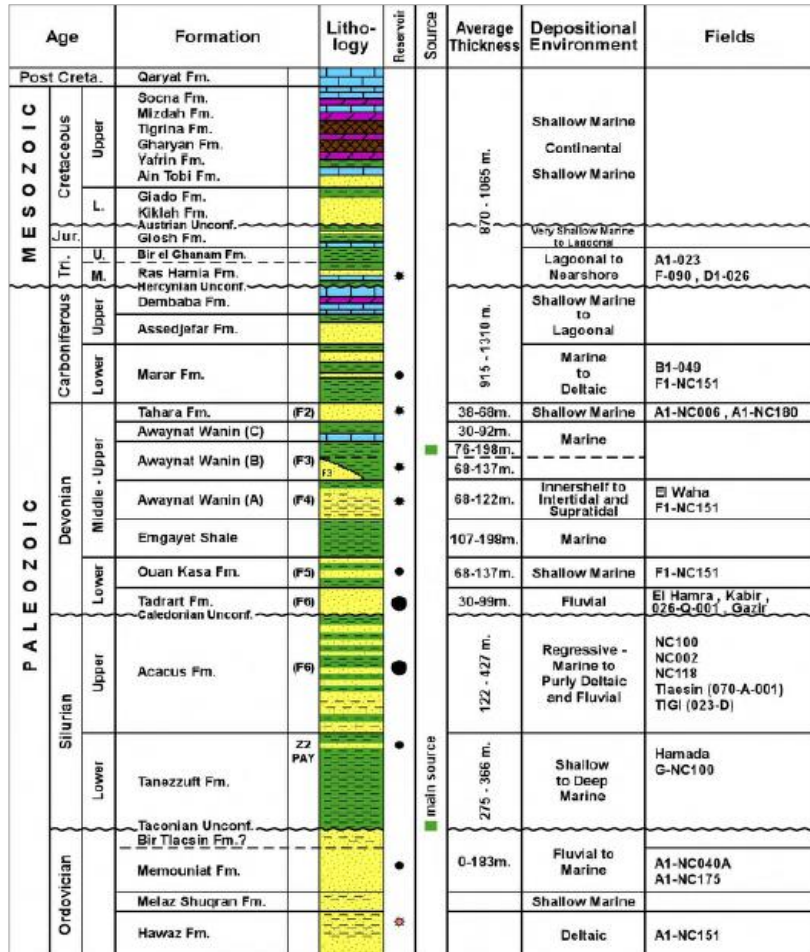 Age Formation Litho-logy Reservoir Source Average Thickness Depositional Environment Fields
Post Creta. Qaryat Fm.
MESOZOIC
Cretaceous
Upper
Socna Fm.
Mizdah Fm.
Tigrina Fm.
Gharyan Fm.
Yafrin Fm.
Ain Tobi Fm.
Shallow Marine
Continental
Shallow Marine
870 - 1065 m.
L.
Giado Fm.
Kiklah Fm.
Austrian Unconf.
Jur. Giosh Fm. Very Shallow Marine to Lagoonal
Tri.
U. Bir el Ghanam Fm.
M. Ras Hamia Fm.
Lagoonal to Nearshore
A1-023
F-090 , D1-026
Hercynian Unconf.
PALEOZOIC
Carboniferous
Upper
Dembaba Fm.
Assedjefar Fm.
Shallow Marine to Lagoonal
915 - 1310 m.
Lower
Marar Fm.
Marine to Deltaic
B1-049
F1-NC151
Devonian
Middle - Upper
Tahara Fm. (F2) 38-68m. Shallow Marine A1-NC006 , A1-NC180
Awaynat Wanin (C) 30-92m. Marine
76-198m.
Awaynat Wanin (B) (F3) F3 68-137m.
Awaynat Wanin (A) (F4) 68-122m. Innershelf to Intertidal and Supratidal
El Waha
F1-NC151
Emgayet Shale 107-198m. Marine
Lower
Ouan Kasa Fm. (F5) 68-137m. Shallow Marine F1-NC151
Tadrart Fm. (F6) 30-99m. Fluvial
El Hamra , Kabir ,
026-Q-001 , Gazir
Caledonian Unconf.
Silurian
Upper
Acacus Fm. (F6) 122 - 427 m.
Regressive - Marine to Purly Deltaic and Fluvial
NC100
NC002
NC118
Tlaesin (070-A-001)
TIGI (023-D)
Lower
Z2 PAY
Tanezzuft Fm.
main source
275 - 366 m.
Shallow to Deep Marine
Hamada
G-NC100
Taconian Unconf.
Ordovician
Bir Tlacsin Fm.?
Memouniat Fm. 0-183m. Fluvial to Marine
A1-NC040A
A1-NC175
Melaz Shuqran Fm. Shallow Marine
Hawaz Fm. Deltaic A1-NC151